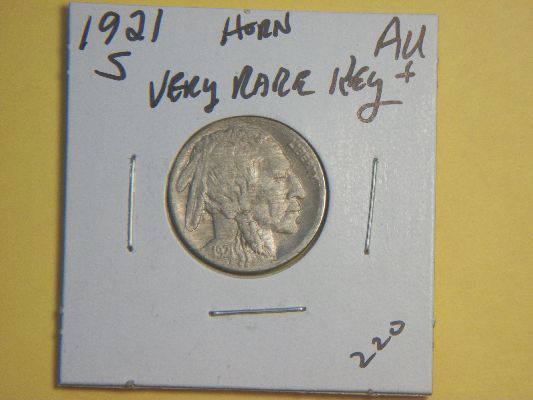 1921 HORN AU
S VERY RARE Key +
LIBERTY
1921
220